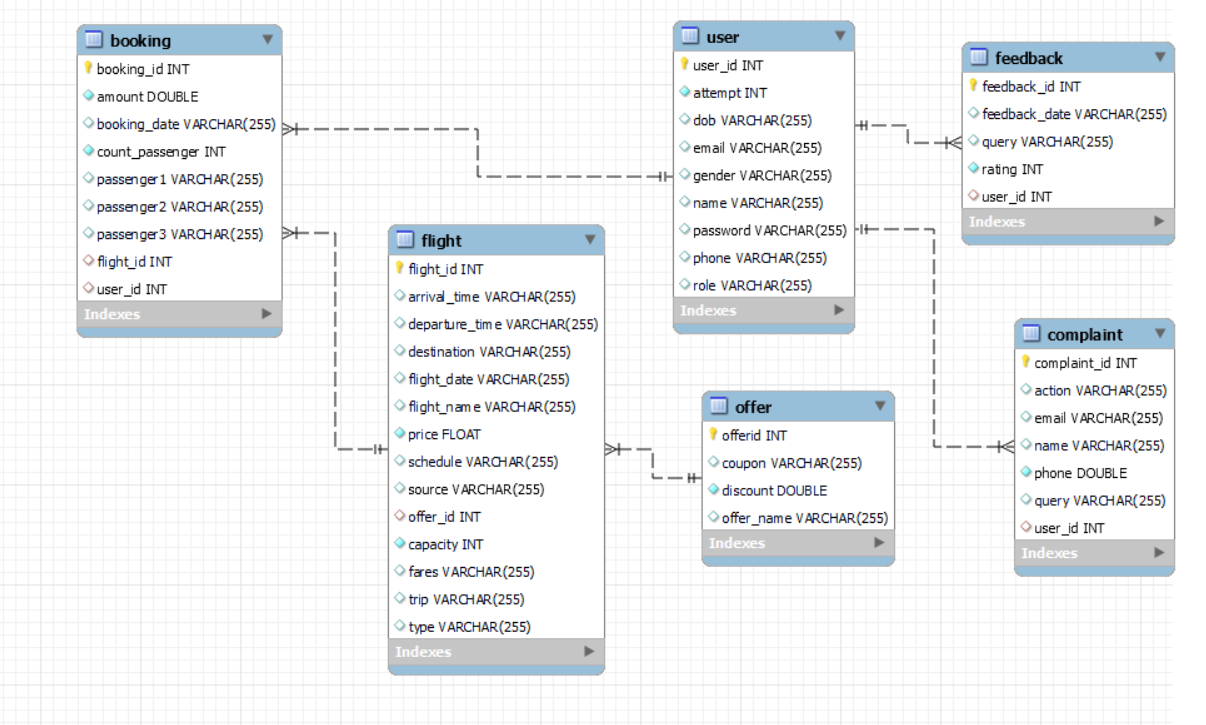 booking
booking_id INT
amount DOUBLE
booking_date VARCHAR(255)
count_passenger INT
passenger1 VARCHAR(255)
passenger2 VARCHAR(255)
passenger3 VARCHAR(255)
flight_id INT
user_id INT
Indexes
flight
flight_id INT
arrival_time VARCHAR(255)
departure_time VARCHAR(255)
destination VARCHAR(255)
flight_date VARCHAR(255)
flight_name VARCHAR(255)
price FLOAT
schedule VARCHAR(255)
source VARCHAR(255)
offer_id INT
capacity INT
fares VARCHAR(255)
trip VARCHAR(255)
type VARCHAR(255)
Indexes
user
user_id INT
attempt INT
dob VARCHAR(255)
email VARCHAR(255)
gender VARCHAR(255)
name VARCHAR(255)
password VARCHAR(255)
phone VARCHAR(255)
role VARCHAR(255)
Indexes
offer
offerid INT
coupon VARCHAR(255)
discount DOUBLE
offer_name VARCHAR(255)
Indexes
feedback
feedback_id INT
feedback_date VARCHAR(255)
query VARCHAR(255)
rating INT
user_id INT
Indexes
complaint
complaint_id INT
action VARCHAR(255)
email VARCHAR(255)
name VARCHAR(255)
phone DOUBLE
query VARCHAR(255)
user_id INT
Indexes